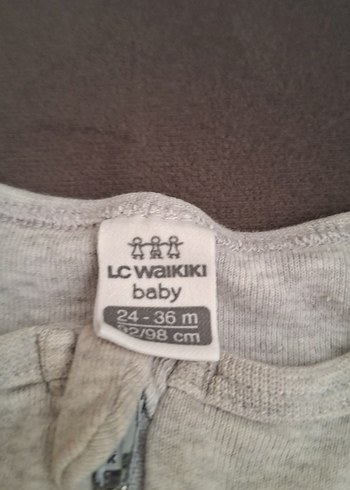 LC WAIKIKI
baby
24 - 36 m
92/98 cm